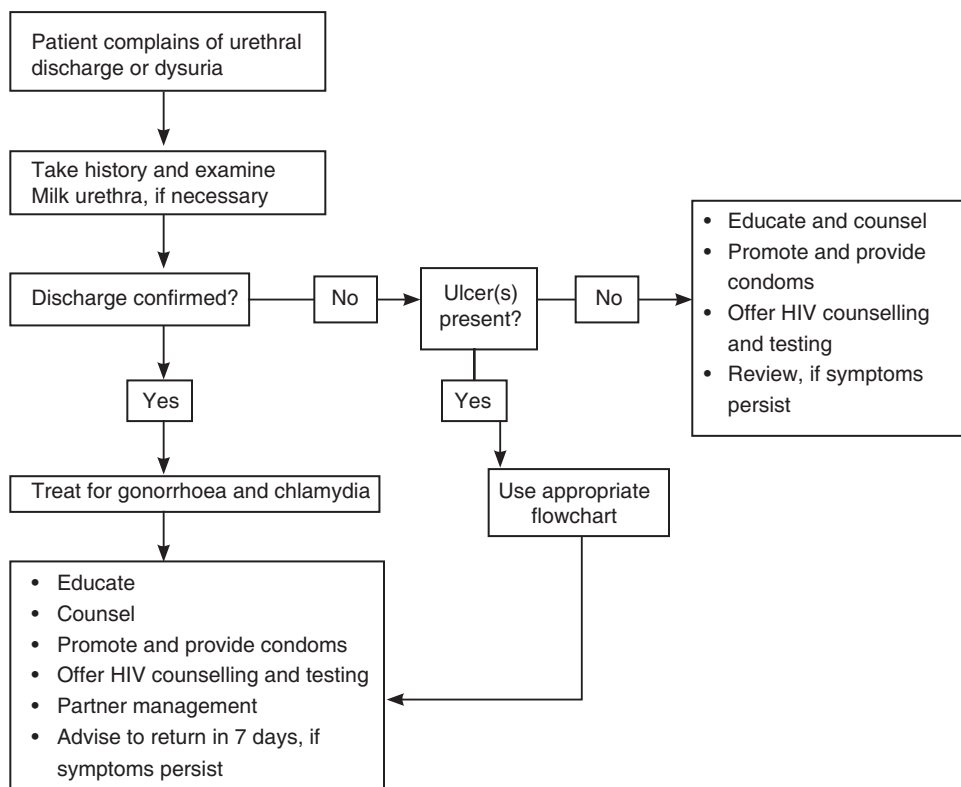 Patient complains of urethral
discharge or dysuria
Take history and examine
Milk urethra, if necessary
Discharge confirmed?
No
Ulcer(s)
present?
No
• Educate and counsel
• Promote and provide
condoms
• Offer HIV counselling
and testing
• Review, if symptoms
persist
Yes
Yes
Treat for gonorrhoea and chlamydia
Use appropriate
flowchart
• Educate
• Counsel
• Promote and provide condoms
• Offer HIV counselling and testing
• Partner management
• Advise to return in 7 days, if
symptoms persist